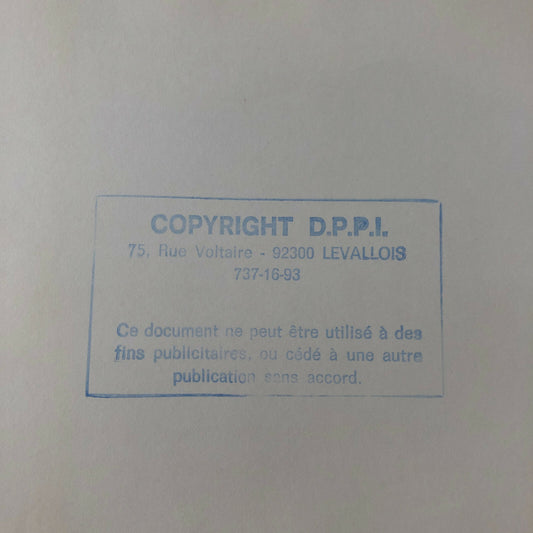 COPYRIGHT D.P.P.I.
75, Rue Voltaire - 92300 LEVALLOIS
737-16-93
Ce document ne peut être utilisé à des
fins publicitaires, ou cédé à une autre
publication sans accord.